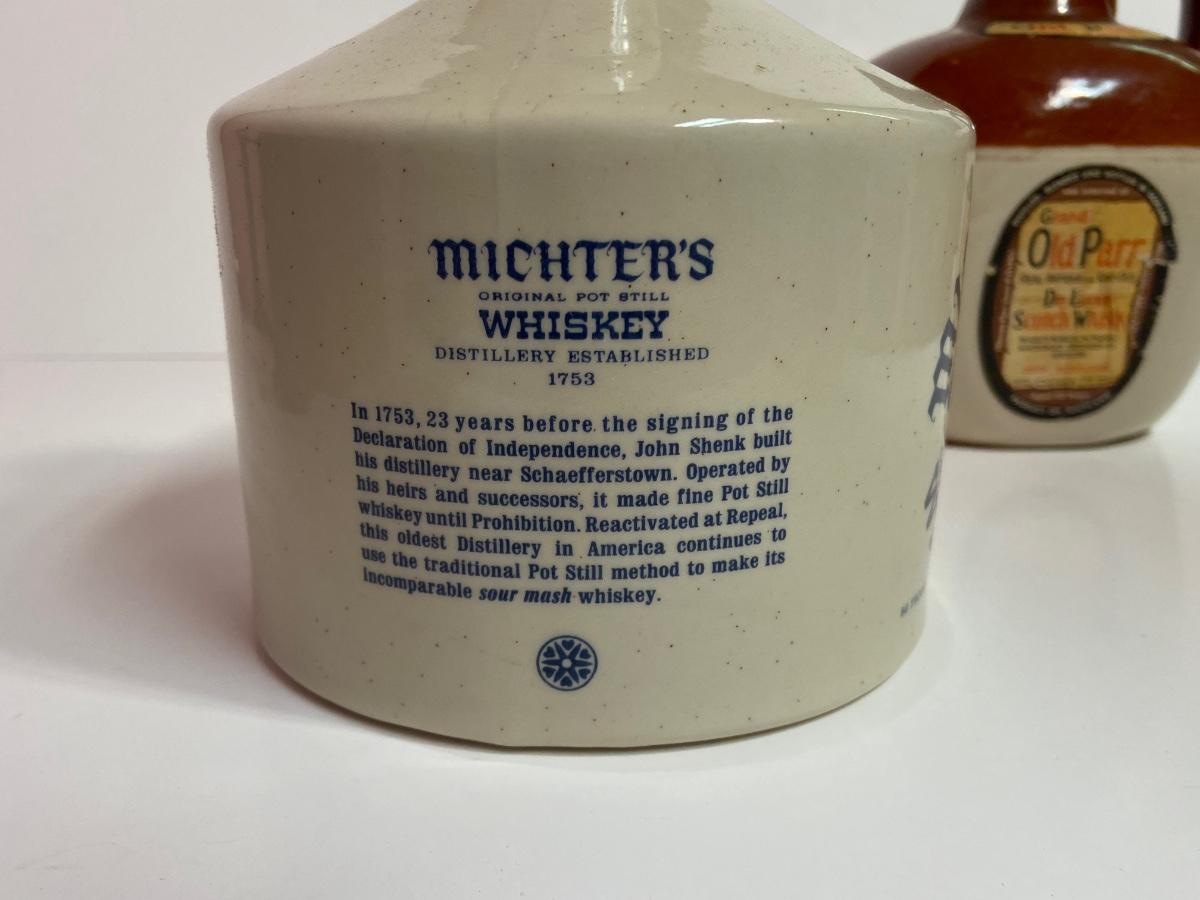 MICHTER'S
ORIGINAL POT STILL
WHISKEY
DISTILLERY ESTABLISHED
1753
In 1753, 23 years before the signing of the
Declaration of Independence, John Shenk built
his distillery near Schaefferstown. Operated by
his heirs and successors, it made fine Pot Still
whiskey until Prohibition. Reactivated at Repeal,
this oldest Distillery in America continues to
use the traditional Pot Still method to make its
incomparable sour mash whiskey.
Grand
Old Parr
De Luxe
Scotch Whisky